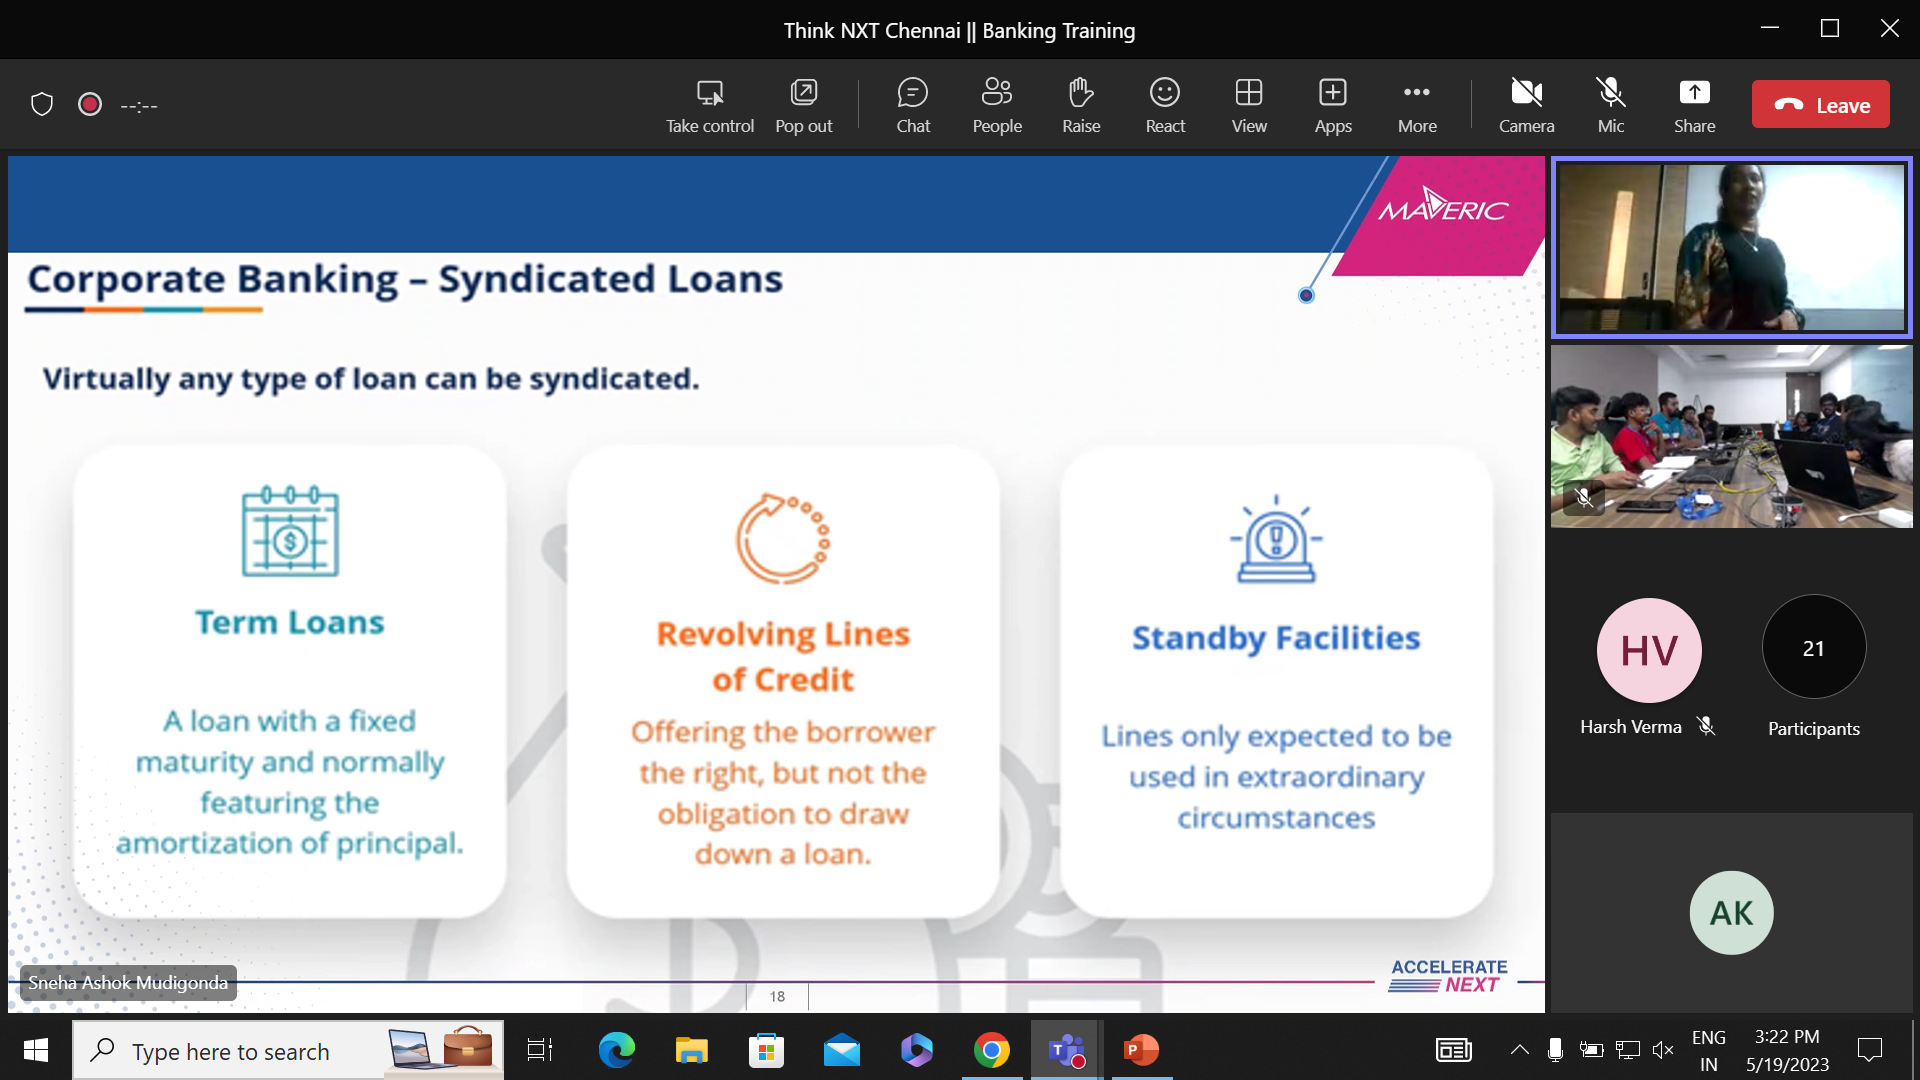 Think NXT Chennai || Banking Training
--:--
Take control
Pop out
Chat
People
Raise
React
View
Apps
More
Camera
Mic
Share
Leave
MAVERIC
Corporate Banking – Syndicated Loans
Virtually any type of loan can be syndicated.
$
Term Loans
A loan with a fixed
maturity and normally
featuring the
amortization of principal.
Revolving Lines
of Credit
Offering the borrower
the right, but not the
obligation to draw
down a loan.
Standby Facilities
Lines only expected to be
used in extraordinary
circumstances
HV
Harsh Verma
21
Participants
AK
Sneha Ashok Mudigonda
18
ACCELERATE
NEXT
Type here to search
T
P
ENG
IN
3:22 PM
5/19/2023